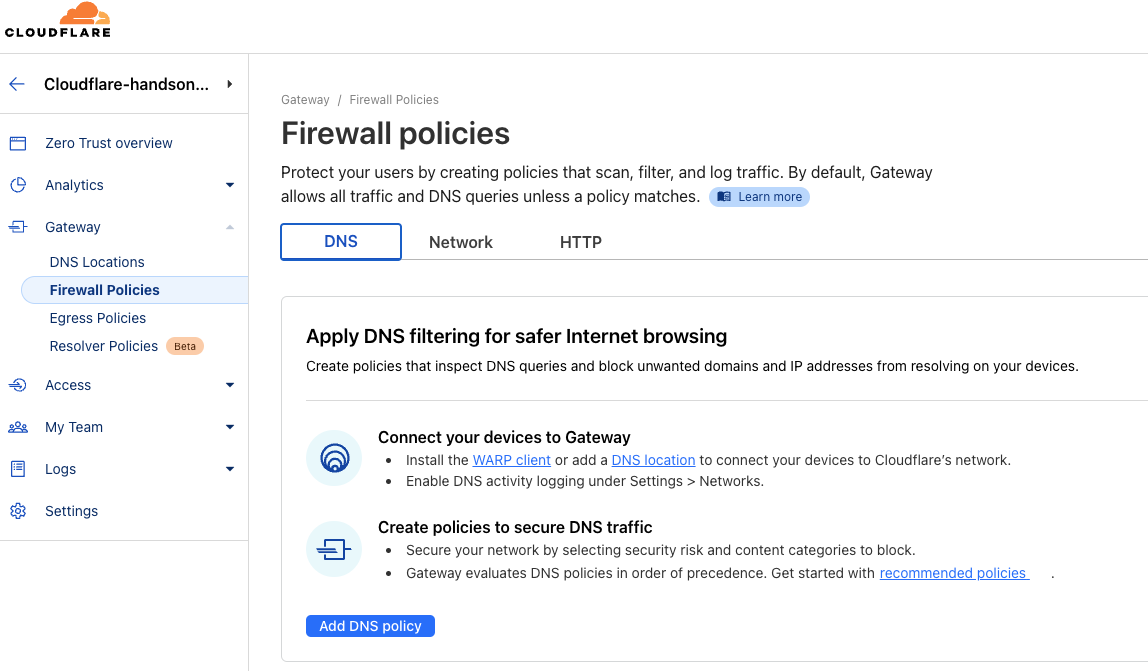 CLOUDFLARE
Cloudflare-handson...
Zero Trust overview
Analytics
Gateway
DNS Locations
Firewall Policies
Egress Policies
Resolver Policies Beta
Access
My Team
Logs
Settings
Gateway / Firewall Policies
Firewall policies
Protect your users by creating policies that scan, filter, and log traffic. By default, Gateway
allows all traffic and DNS queries unless a policy matches. Learn more
DNS Network HTTP
Apply DNS filtering for safer Internet browsing
Create policies that inspect DNS queries and block unwanted domains and IP addresses from resolving on your devices.
Connect your devices to Gateway
• Install the WARP client or add a DNS location to connect your devices to Cloudflare's network.
• Enable DNS activity logging under Settings > Networks.
Create policies to secure DNS traffic
• Secure your network by selecting security risk and content categories to block.
• Gateway evaluates DNS policies in order of precedence. Get started with recommended policies .
Add DNS policy